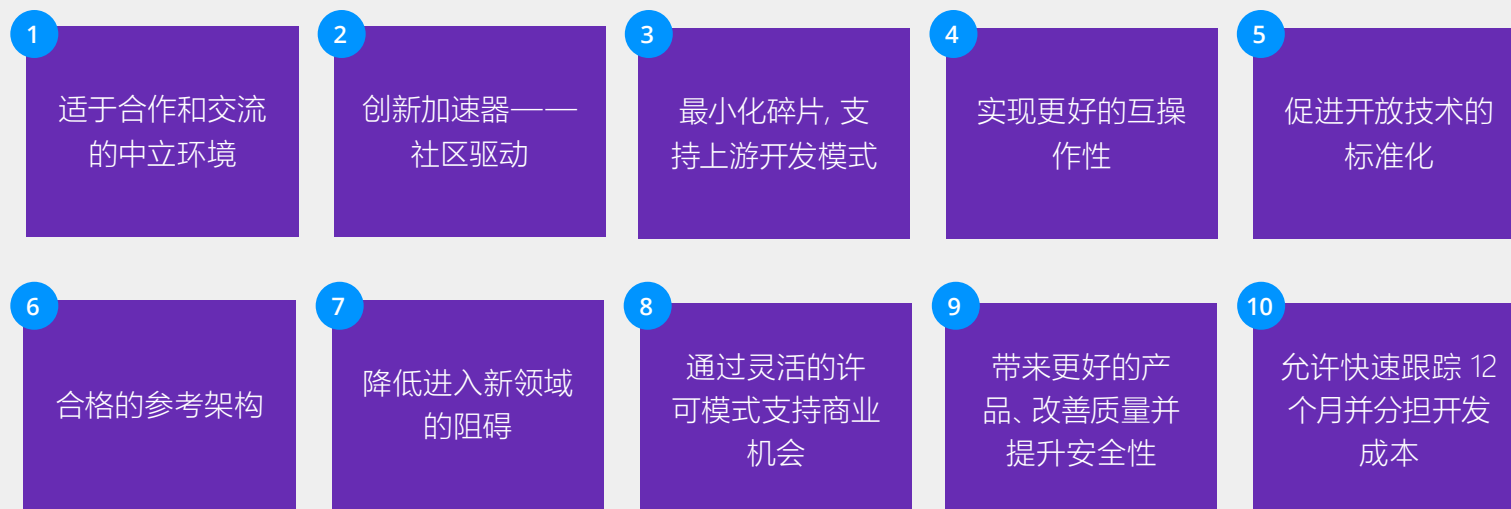 1
适于合作和交流
的中立环境
2
创新加速器——
社区驱动
3
最小化碎片, 支
持上游开发模式
4
实现更好的互操
作性
5
促进开放技术的
标准化
6
合格的参考架构
7
降低进入新领域
的阻碍
8
通过灵活的许
可模式支持商业
机会
9
带来更好的产
品、改善质量并
提升安全性
10
允许快速跟踪 12
个月并分担开发
成本